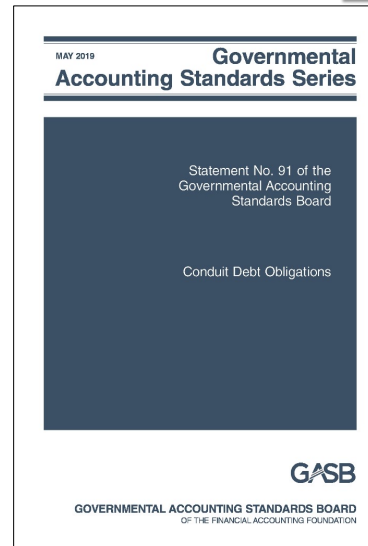 MAY 2019
Governmental
Accounting Standards Series
Statement No. 91 of the
Governmental Accounting
Standards Board
Conduit Debt Obligations
GASB
GOVERNMENTAL ACCOUNTING STANDARDS BOARD
OF THE FINANCIAL ACCOUNTING FOUNDATION